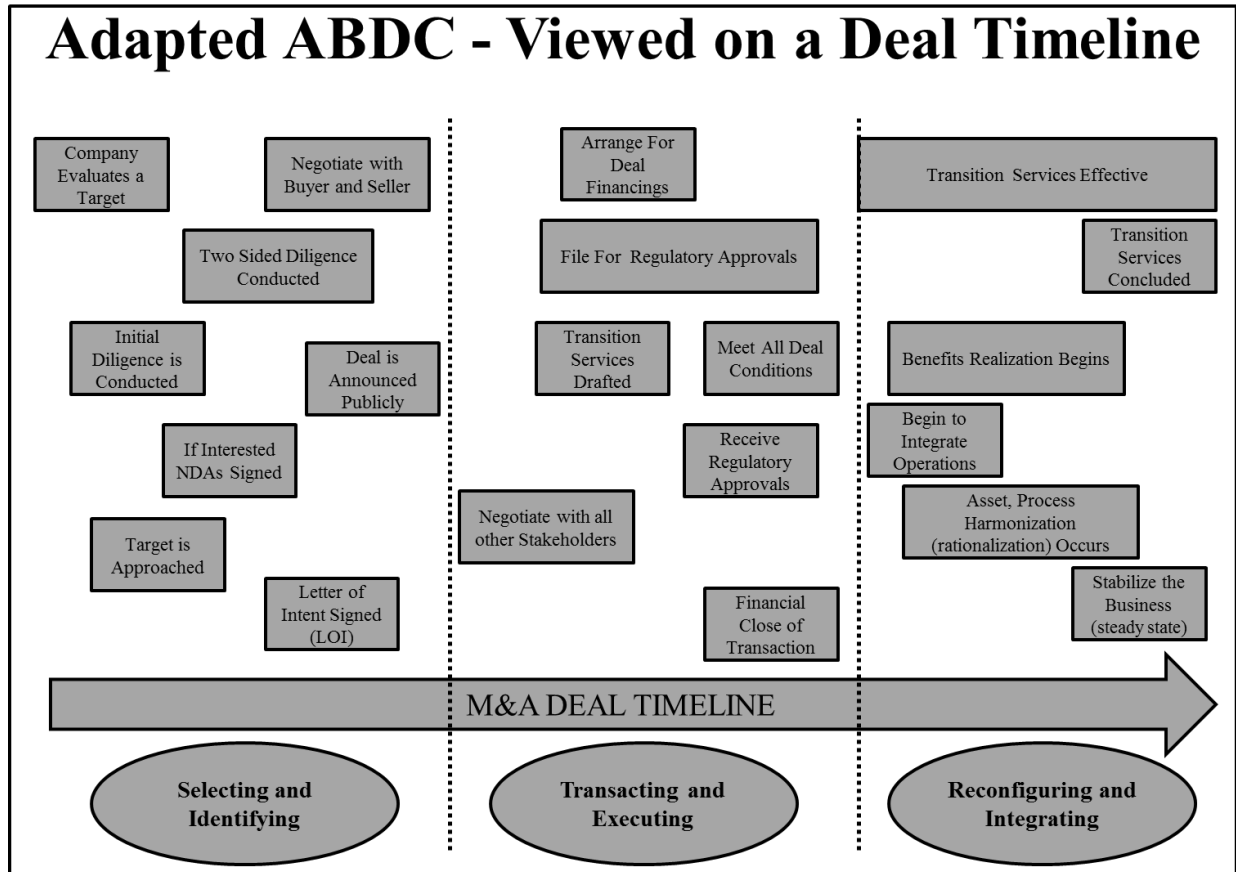 Adapted ABDC - Viewed on a Deal Timeline
Company
Evaluates a
Target
Negotiate with
Buyer and Seller
Two Sided Diligence
Conducted
Initial
Diligence is
Conducted
Deal is
Announced
Publicly
If Interested
NDAs Signed
Target is
Approached
Letter of
Intent Signed
(LOI)
Arrange For
Deal
Financings
File For Regulatory Approvals
Transition
Services
Drafted
Meet All Deal
Conditions
Receive
Regulatory
Approvals
Negotiate with all
other Stakeholders
Financial
Close of
Transaction
Transition Services Effective
Transition
Services
Concluded
Benefits Realization Begins
Begin to
Integrate
Operations
Asset, Process
Harmonization
(rationalization) Occurs
Stabilize the
Business
(steady state)
M&A DEAL TIMELINE
Selecting and
Identifying
Transacting and
Executing
Reconfiguring and
Integrating